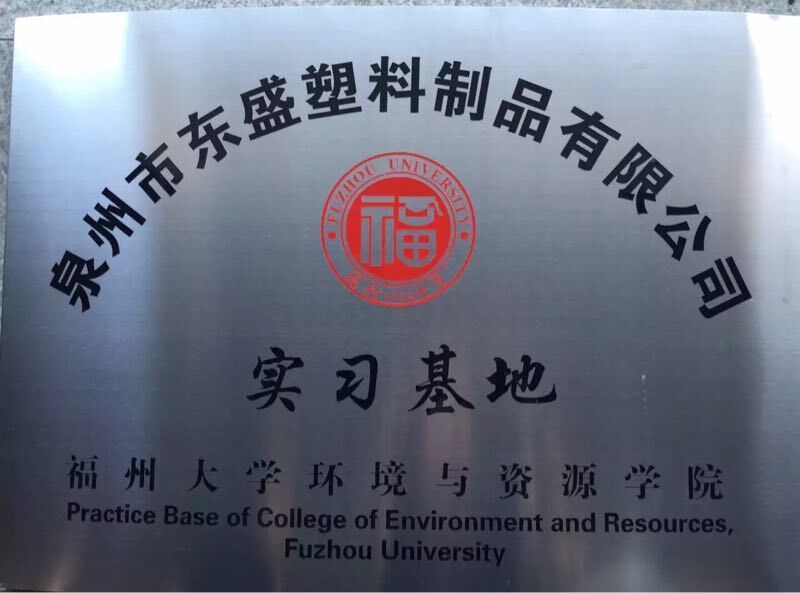 泉州市东盛塑料制品有限公司
FUZHOU UNIVERSITY
福
实习基地
福州大学环境与资源学院
Practice Base of College of Environment and Resources,
Fuzhou University